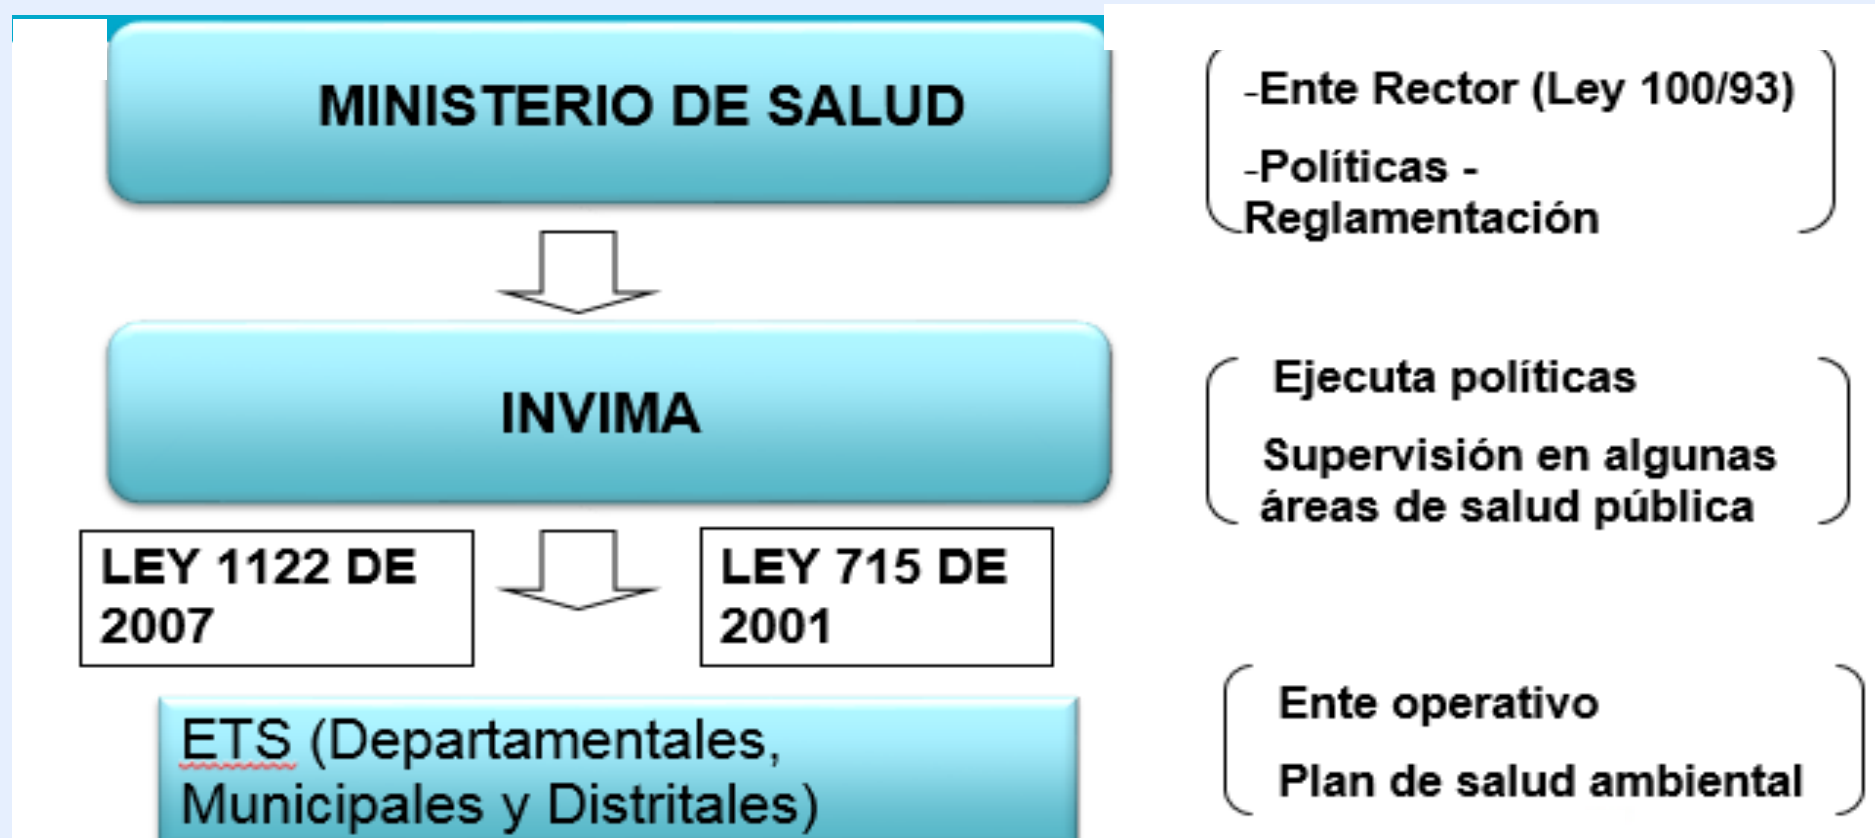 MINISTERIO DE SALUD
-Ente Rector (Ley 100/93)
-Políticas -
Reglamentación
INVIMA
Ejecuta políticas
Supervisión en algunas
áreas de salud pública
LEY 1122 DE
2007
LEY 715 DE
2001
ETS (Departamentales,
Municipales y Distritales)
Ente operativo
Plan de salud ambiental